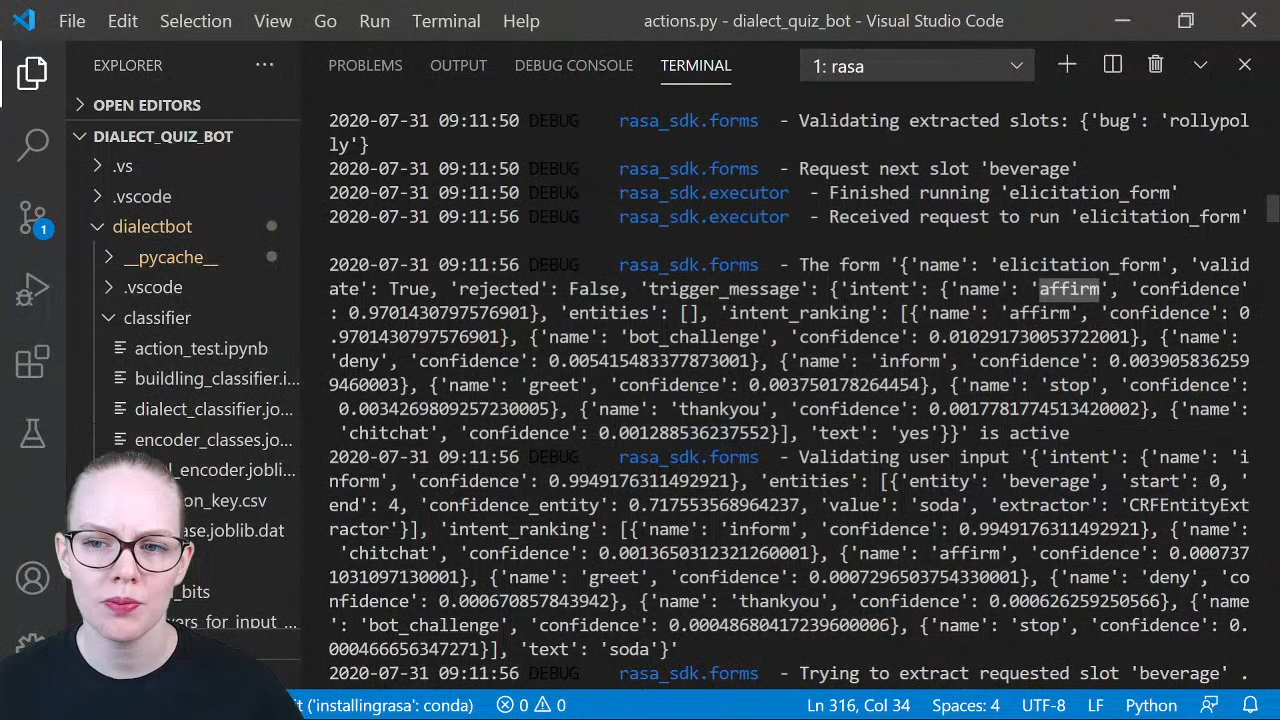 File Edit Selection View Go Run Terminal Help actions.py - dialect_quiz_bot - Visual Studio Code
EXPLORER ... PROBLEMS OUTPUT DEBUG CONSOLE TERMINAL 1: rasa
OPEN EDITORS
DIALECT_QUIZ_BOT
.vs
.vscode
dialectbot
__pycache__
.vscode
classifier
action_test.ipynb
buildling_classifier.i...
dialect_classifier.jo...
encoder_classes.jo...
_encoder.joblib...
on_key.csv
ase.joblib.dat
_bits
ers for input ...
1
2020-07-31 09:11:50 DEBUG rasa_sdk.forms - Validating extracted slots: {'bug': 'rollypol
ly'}
2020-07-31 09:11:50 DEBUG rasa_sdk.forms - Request next slot 'beverage'
2020-07-31 09:11:50 DEBUG rasa_sdk.executor - Finished running 'elicitation_form'
2020-07-31 09:11:56 DEBUG rasa_sdk.executor - Received request to run 'elicitation_form'
2020-07-31 09:11:56 DEBUG rasa_sdk.forms - The form '{'name': 'elicitation_form', 'valid
ate': True, 'rejected': False, 'trigger_message': {'intent': {'name': 'affirm', 'confidence'
: 0.9701430797576901}, 'entities': [], 'intent_ranking': [{'name': 'affirm', 'confidence': 0
.9701430797576901}, {'name': 'bot_challenge', 'confidence': 0.010291730053722001}, {'name':
'deny', 'confidence': 0.005415483377873001}, {'name': 'inform', 'confidence': 0.003905836259
9460003}, {'name': 'greet', 'confidence': 0.003750178264454}, {'name': 'stop', 'confidence':
0.0034269809257230005}, {'name': 'thankyou', 'confidence': 0.0017781774513420002}, {'name':
'chitchat', 'confidence': 0.001288536237552}], 'text': 'yes'}}' is active
2020-07-31 09:11:56 DEBUG rasa_sdk.forms - Validating user input '{'intent': {'name': 'i
nform', 'confidence': 0.9949176311492921}, 'entities': [{'entity': 'beverage', 'start': 0, '
end': 4, 'confidence_entity': 0.717553568964237, 'value': 'soda', 'extractor': 'CRFEntityExt
ractor'}], 'intent_ranking': [{'name': 'inform', 'confidence': 0.9949176311492921}, {'name':
'chitchat', 'confidence': 0.0013650312321260001}, {'name': 'affirm', 'confidence': 0.000737
1031097130001}, {'name': 'greet', 'confidence': 0.0007296503754330001}, {'name': 'deny', 'co
nfidence': 0.000670857843942}, {'name': 'thankyou', 'confidence': 0.000626259250566}, {'name
': 'bot_challenge', 'confidence': 0.00048680417239600006}, {'name': 'stop', 'confidence': 0.
000466656347271}], 'text': 'soda'}'
2020-07-31 09:11:56 DEBUG rasa_sdk.forms - Trying to extract requested slot 'beverage' .
t ('installingrasa': conda) 0 0 Ln 316, Col 34 Spaces: 4 UTF-8 LF Python